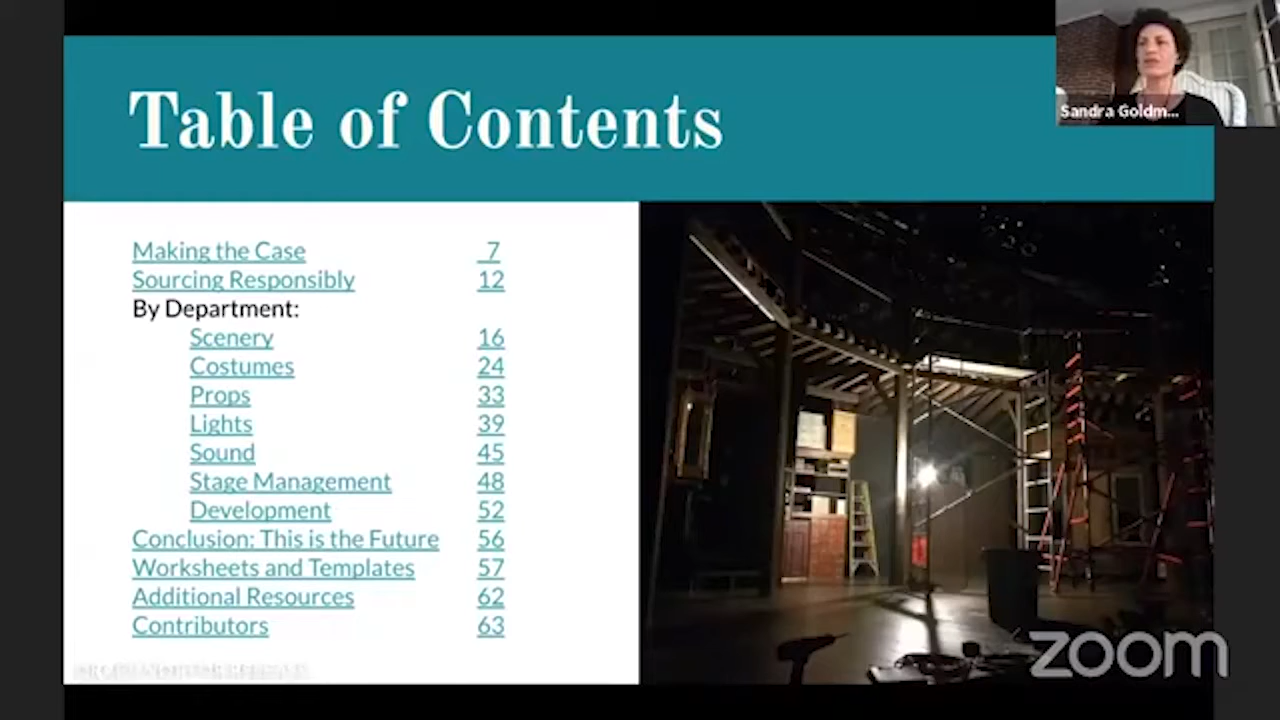 Table of Contents
Sandra Goldm...
Making the Case 7
Sourcing Responsibly 12
By Department:
Scenery 16
Costumes 24
Props 33
Lights 39
Sound 45
Stage Management 48
Development 52
Conclusion: This is the Future 56
Worksheets and Templates 57
Additional Resources 62
Contributors 63
zoom